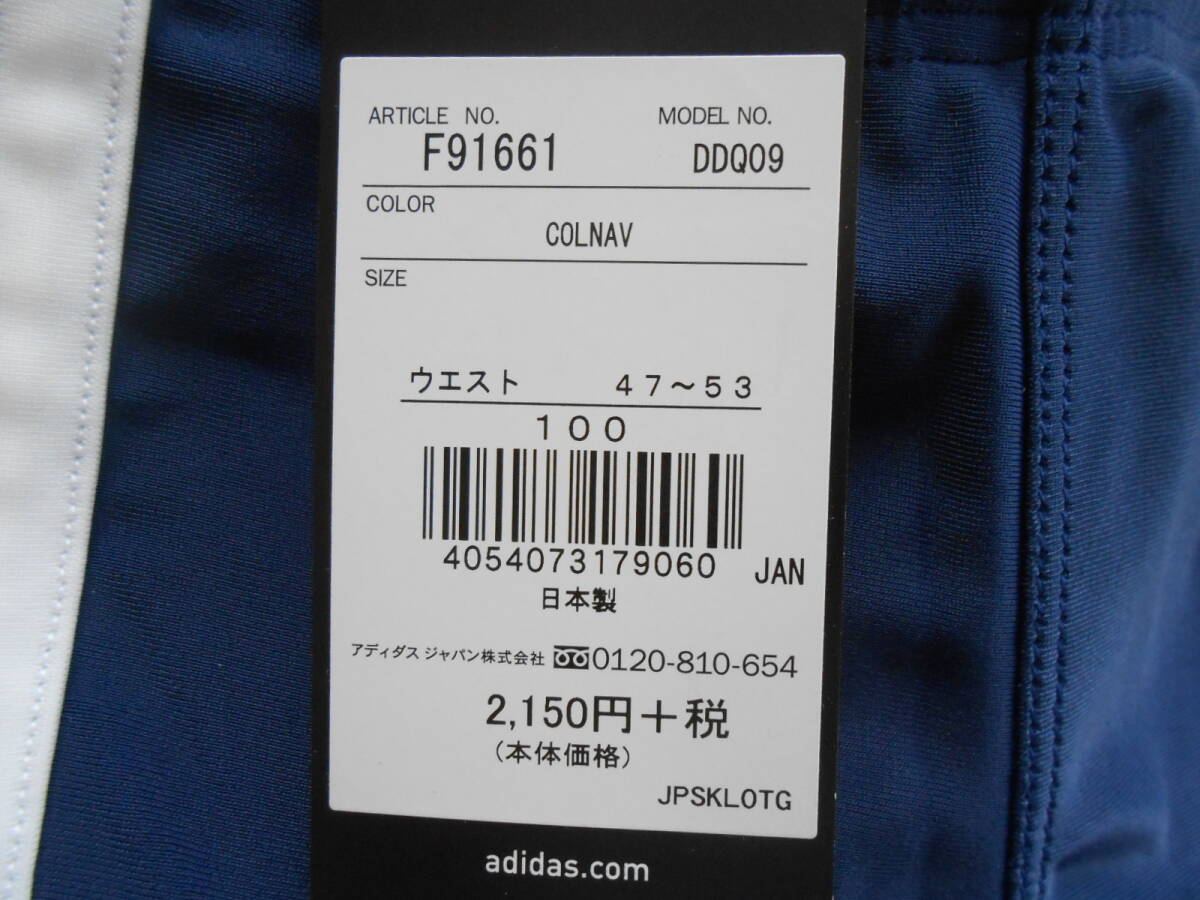 ARTICLE NO. MODEL NO.
F91661 DDQ09
COLOR
COLNAV
SIZE
ウエスト 47～53
100
4054073179060 JAN
日本製
アディダス ジャパン株式会社 0120-810-654
2,150円＋税
(本体価格)
JPSKLOTG
adidas.com